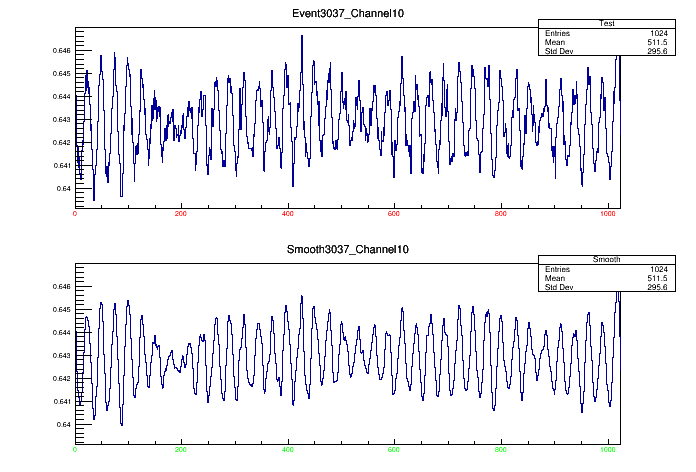 Event3037_Channel10
Test
Entries 1024
Mean 511.5
Std Dev 295.6
0.646
0.645
0.644
0.643
0.642
0.641
0.64
0 200 400 600 800 1000
Smooth3037_Channel10
Smooth
Entries 1024
Mean 511.5
Std Dev 295.6
0.646
0.645
0.644
0.643
0.642
0.641
0.64
0 200 400 600 800 1000